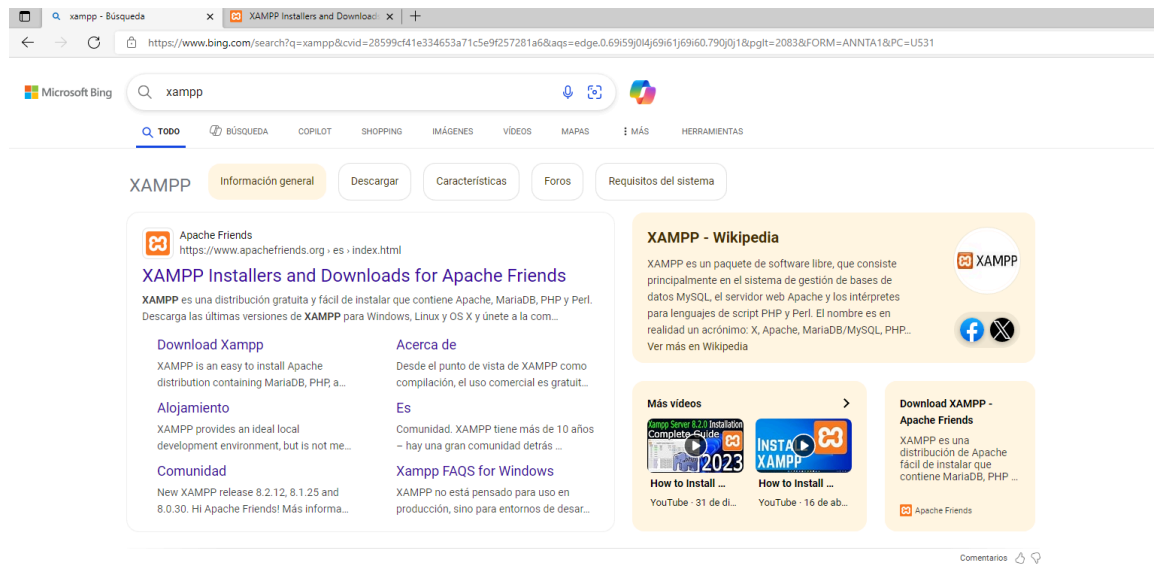 xampp - Búsqueda
XAMPP Installers and Download
https://www.bing.com/search?q=xampp&cvid=28599cf41e334653a71c5e9f257281a6&aqs=edge.0.69i59j0l4j69i61j69i60.790j0j1&pglt=2083&FORM=ANNTA1&PC=U531
Microsoft Bing
xampp
TODO BÚSQUEDA COPILOT SHOPPING IMÁGENES VÍDEOS MAPAS MÁS HERRAMIENTAS
XAMPP Información general Descargar Características Foros Requisitos del sistema
Apache Friends
https://www.apachefriends.org › es › index.html
XAMPP Installers and Downloads for Apache Friends
XAMPP es una distribución gratuita y fácil de instalar que contiene Apache, MariaDB, PHP y Perl.
Descarga las últimas versiones de XAMPP para Windows, Linux y OS X y únete a la com...
Download Xampp
XAMPP is an easy to install Apache
distribution containing MariaDB, PHP, a...
Acerca de
Desde el punto de vista de XAMPP como
compilación, el uso comercial es gratuit...
Alojamiento
XAMPP provides an ideal local
development environment, but is not me...
Es
Comunidad. XAMPP tiene más de 10 años
– hay una gran comunidad detrás ...
Comunidad
New XAMPP release 8.2.12, 8.1.25 and
8.0.30. Hi Apache Friends! Más informa...
Xampp FAQS for Windows
XAMPP no está pensado para uso en
producción, sino para entornos de desar...
XAMPP - Wikipedia
XAMPP es un paquete de software libre, que consiste
principalmente en el sistema de gestión de bases de
datos MySQL, el servidor web Apache y los intérpretes
para lenguajes de script PHP y Perl. El nombre es en
realidad un acrónimo: X, Apache, MariaDB/MySQL, PHP...
Ver más en Wikipedia
XAMPP
Más vídeos
Xampp Server 8.2.0 Installation
Complete Guide
2023
How to Install ...
YouTube · 31 de di...
INSTA
XAMPP
How to Install ...
YouTube · 16 de ab...
Download XAMPP -
Apache Friends
XAMPP es una
distribución de Apache
fácil de instalar que
contiene MariaDB, PHP ...
Apache Friends
Comentarios